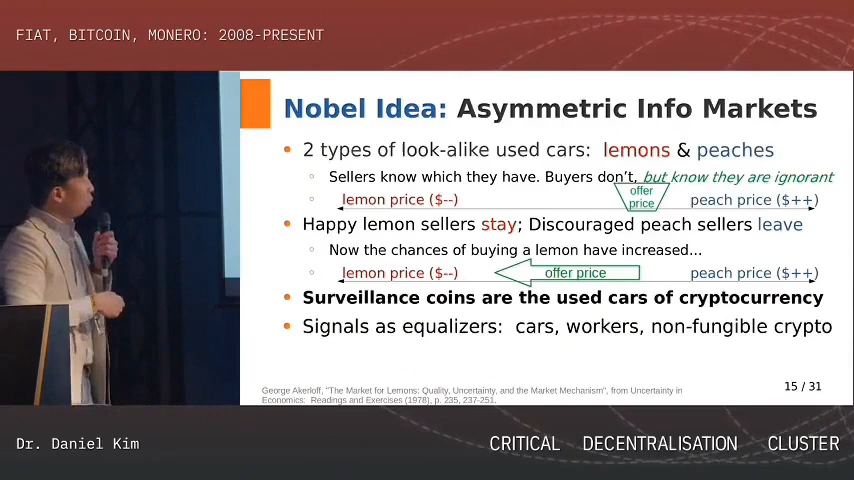 FIAT, BITCOIN, MONERO: 2008-PRESENT
Nobel Idea: Asymmetric Info Markets
• 2 types of look-alike used cars: lemons & peaches
◦ Sellers know which they have. Buyers don't, but know they are ignorant
offer
price
◦ lemon price ($--) peach price ($++)
• Happy lemon sellers stay; Discouraged peach sellers leave
◦ Now the chances of buying a lemon have increased...
◦ lemon price ($--) offer price peach price ($++)
• Surveillance coins are the used cars of cryptocurrency
• Signals as equalizers: cars, workers, non-fungible crypto
15 / 31
George Akerloff, "The Market for Lemons: Quality, Uncertainty, and the Market Mechanism", from Uncertainty in
Economics: Readings and Exercises (1978), p. 235, 237-251.
Dr. Daniel Kim
CRITICAL DECENTRALISATION CLUSTER